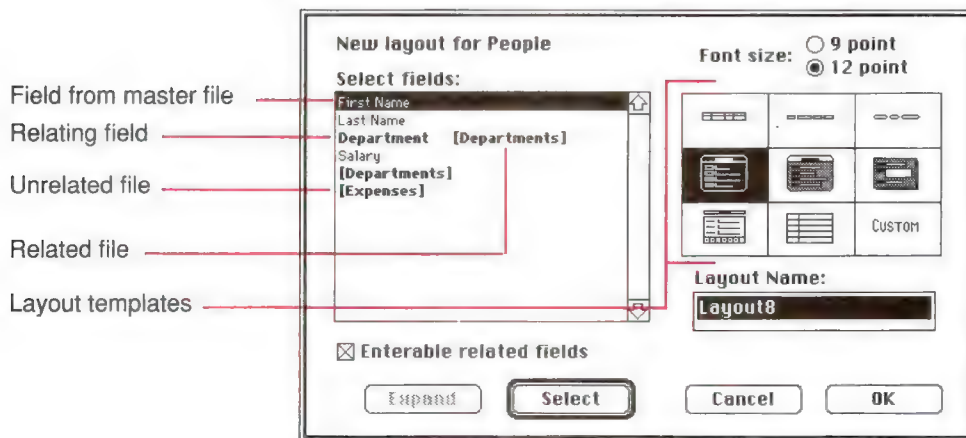 Field from master file
Relating field
Unrelated file
Related file
Layout templates
New layout for People
Select fields:
First Name
Last Name
Department [Departments]
Salary
[Departments]
[Expenses]
Enterable related fields
Expand
Select
Font size:
9 point
12 point
CUSTOM
Layout Name:
Layout8
Cancel
OK